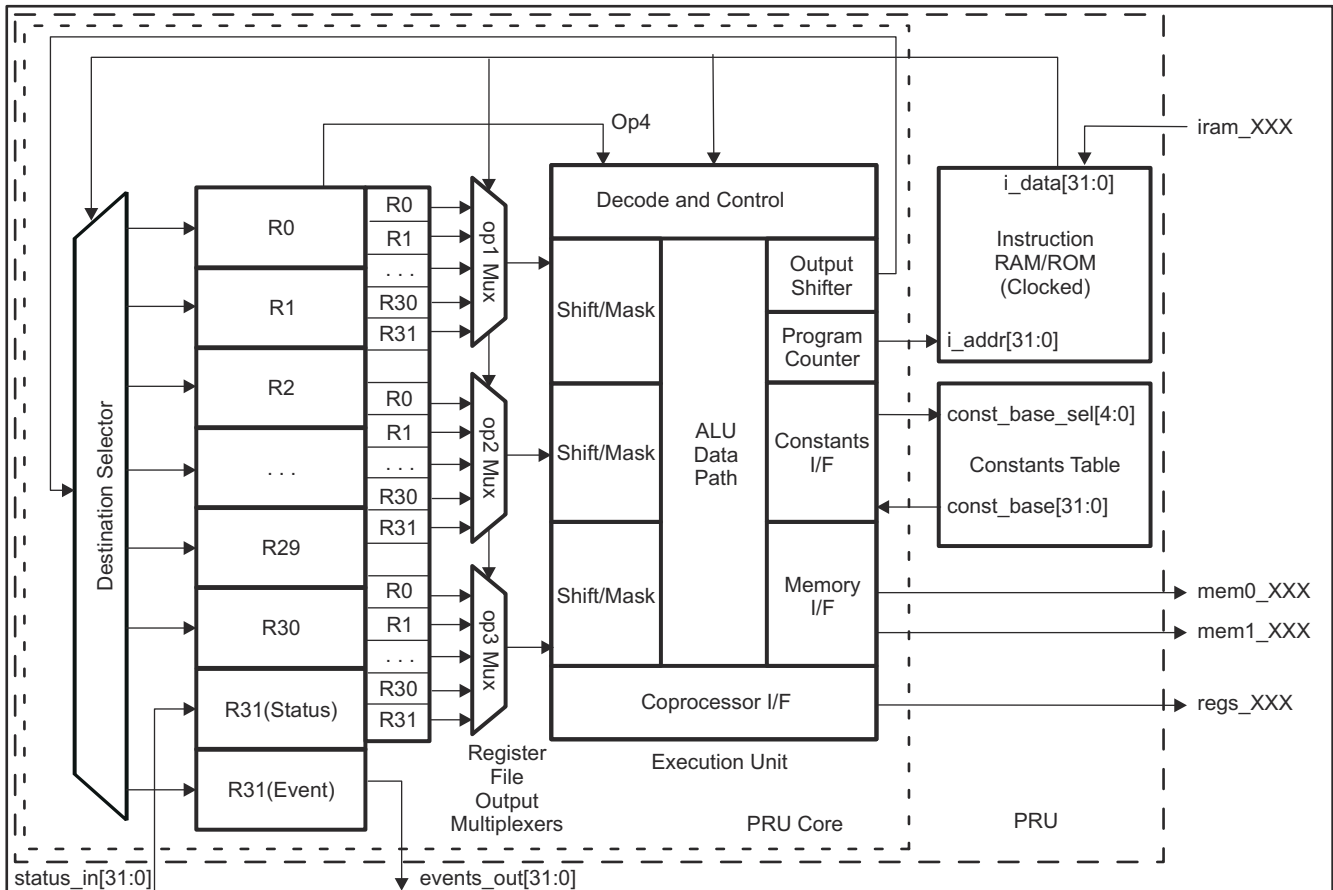 Op4
iram_XXX
Destination Selector
R0
R1
R2
. . .
R29
R30
R31(Status)
R31(Event)
R0
R1
. . .
R30
R31
R0
R1
. . .
R30
R31
R0
R1
. . .
R30
R31
op1 Mux
op2 Mux
op3 Mux
Register
File
Output
Multiplexers
Decode and Control
Shift/Mask
Shift/Mask
Shift/Mask
ALU
Data
Path
Output
Shifter
Program
Counter
Constants
I/F
Memory
I/F
Coprocessor I/F
Execution Unit
PRU Core
i_data[31:0]
Instruction
RAM/ROM
(Clocked)
i_addr[31:0]
const_base_sel[4:0]
Constants Table
const_base[31:0]
PRU
mem0_XXX
mem1_XXX
regs_XXX
status_in[31:0]
events_out[31:0]